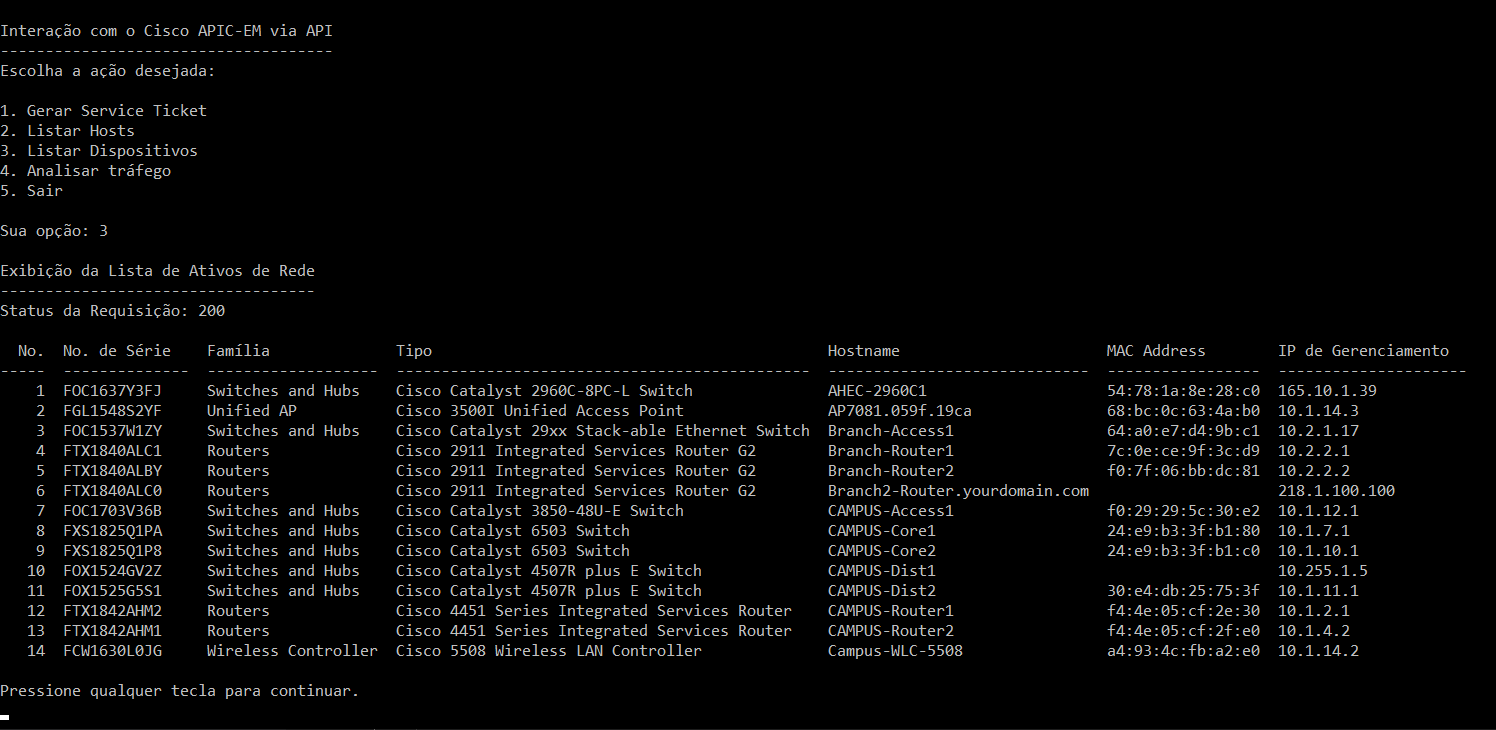 Interação com o Cisco APIC-EM via API
-------------------------------------
Escolha a ação desejada:
1. Gerar Service Ticket
2. Listar Hosts
3. Listar Dispositivos
4. Analisar tráfego
5. Sair
Sua opção: 3
Exibição da Lista de Ativos de Rede
-----------------------------------
Status da Requisição: 200
  No.  No. de Série    Família              Tipo                                            Hostname                       MAC Address        IP de Gerenciamento
-----  --------------  -------------------  ----------------------------------------------  -----------------------------  -----------------  ---------------------
    1  FOC1637Y3FJ     Switches and Hubs    Cisco Catalyst 2960C-8PC-L Switch               AHEC-2960C1                    54:78:1a:8e:28:c0  165.10.1.39
    2  FGL1548S2YF     Unified AP           Cisco 3500I Unified Access Point                AP7081.059f.19ca               68:bc:0c:63:4a:b0  10.1.14.3
    3  FOC1537W1ZY     Switches and Hubs    Cisco Catalyst 29xx Stack-able Ethernet Switch  Branch-Access1                 64:a0:e7:d4:9b:c1  10.2.1.17
    4  FTX1840ALC1     Routers              Cisco 2911 Integrated Services Router G2        Branch-Router1                 7c:0e:ce:9f:3c:d9  10.2.2.1
    5  FTX1840ALBY     Routers              Cisco 2911 Integrated Services Router G2        Branch-Router2                 f0:7f:06:bb:dc:81  10.2.2.2
    6  FTX1840ALC0     Routers              Cisco 2911 Integrated Services Router G2        Branch2-Router.yourdomain.com                     218.1.100.100
    7  FOC1703V36B     Switches and Hubs    Cisco Catalyst 3850-48U-E Switch                CAMPUS-Access1                 f0:29:29:5c:30:e2  10.1.12.1
    8  FXS1825Q1PA     Switches and Hubs    Cisco Catalyst 6503 Switch                      CAMPUS-Core1                   24:e9:b3:3f:b1:80  10.1.7.1
    9  FXS1825Q1P8     Switches and Hubs    Cisco Catalyst 6503 Switch                      CAMPUS-Core2                   24:e9:b3:3f:b1:c0  10.1.10.1
   10  FOX1524GV2Z     Switches and Hubs    Cisco Catalyst 4507R plus E Switch              CAMPUS-Dist1                                      10.255.1.5
   11  FOX1525G5S1     Switches and Hubs    Cisco Catalyst 4507R plus E Switch              CAMPUS-Dist2                   30:e4:db:25:75:3f  10.1.11.1
   12  FTX1842AHM2     Routers              Cisco 4451 Series Integrated Services Router    CAMPUS-Router1                 f4:4e:05:cf:2e:30  10.1.2.1
   13  FTX1842AHM1     Routers              Cisco 4451 Series Integrated Services Router    CAMPUS-Router2                 f4:4e:05:cf:2f:e0  10.1.4.2
   14  FCW1630L0JG     Wireless Controller  Cisco 5508 Wireless LAN Controller              Campus-WLC-5508                a4:93:4c:fb:a2:e0  10.1.14.2
Pressione qualquer tecla para continuar.